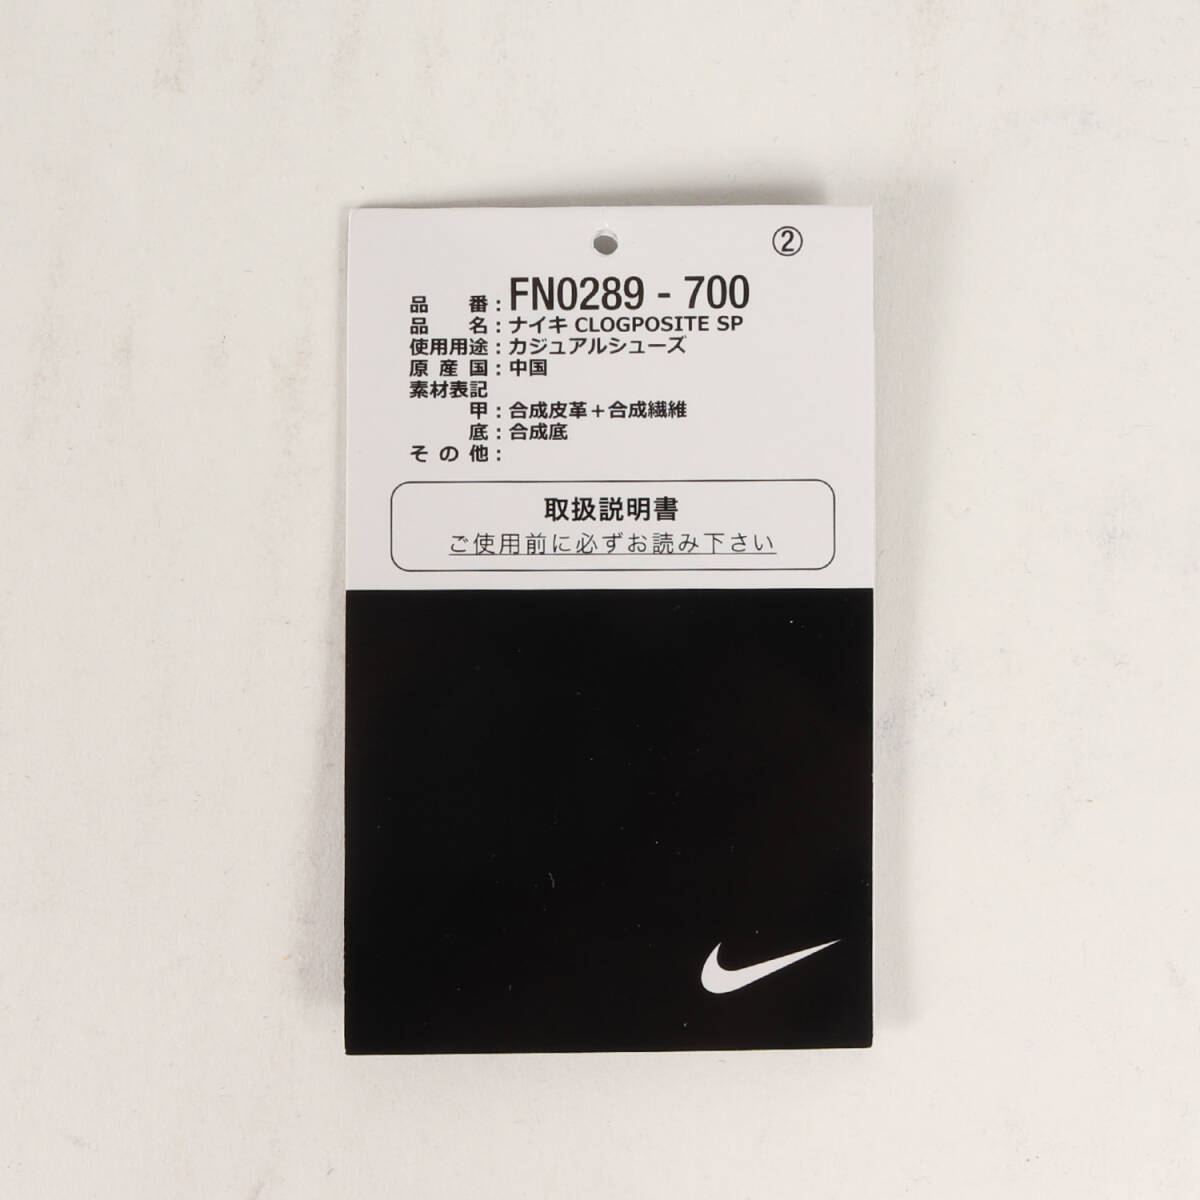 ②
品番:FN0289 - 700
品名:ナイキ CLOGPOSITE SP
使用用途:カジュアルシューズ
原産国:中国
素材表記
甲:合成皮革+合成繊維
底:合成底
その他:
取扱説明書
ご使用前に必ずお読み下さい